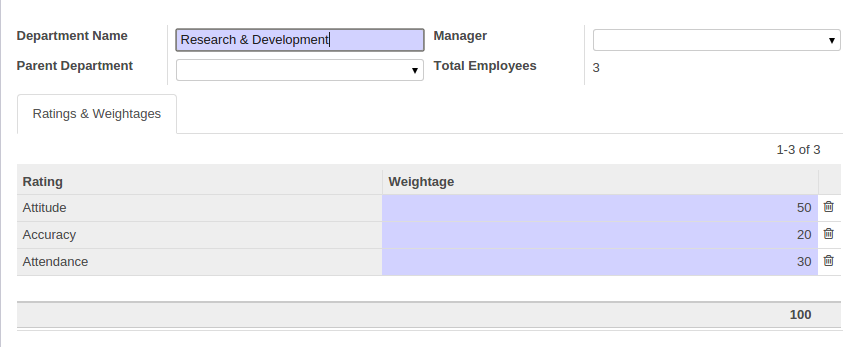 Department Name Research & Development Manager
Parent Department Total Employees 3
Ratings & Weightages
1-3 of 3
Rating Weightage
Attitude 50
Accuracy 20
Attendance 30
100